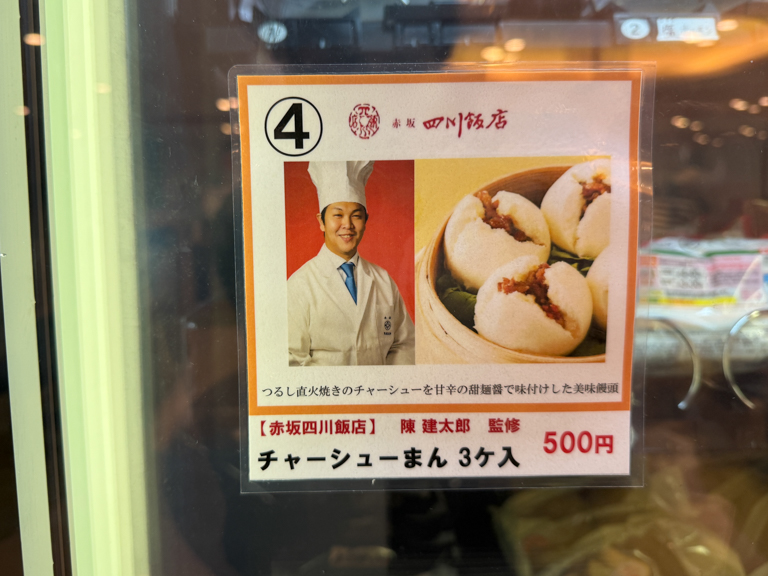 ④
赤坂 四川飯店
つるし直火焼きのチャーシューを甘辛の甜麺醤で味付けした美味饅頭
【赤坂四川飯店】 陳 建太郎 監修
チャーシューまん 3ケ入 500円